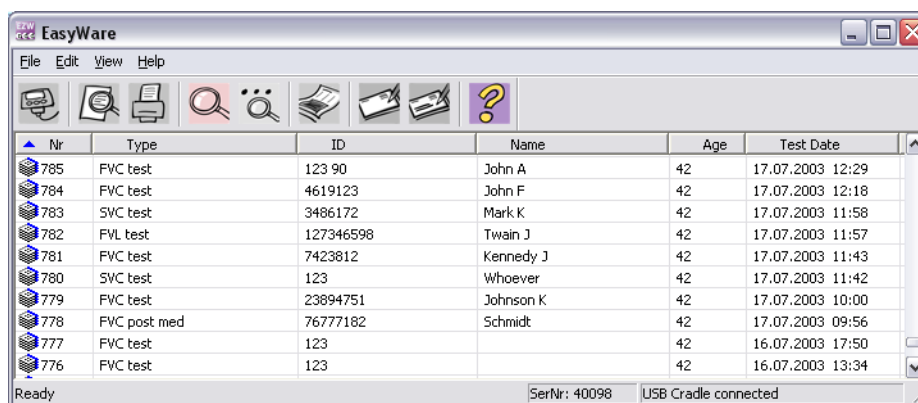 EZW
EasyWare
File Edit View Help
Nr Type ID Name Age Test Date
785 FVC test 123 90 John A 42 17.07.2003 12:29
784 FVC test 4619123 John F 42 17.07.2003 12:18
783 SVC test 3486172 Mark K 42 17.07.2003 11:58
782 FVL test 127346598 Twain J 42 17.07.2003 11:57
781 FVC test 7423812 Kennedy J 42 17.07.2003 11:43
780 SVC test 123 Whoever 42 17.07.2003 11:42
779 FVC test 23894751 Johnson K 42 17.07.2003 10:00
778 FVC post med 76777182 Schmidt 42 17.07.2003 09:56
777 FVC test 123 42 16.07.2003 17:50
776 FVC test 123 42 16.07.2003 13:34
Ready SerNr: 40098 USB Cradle connected